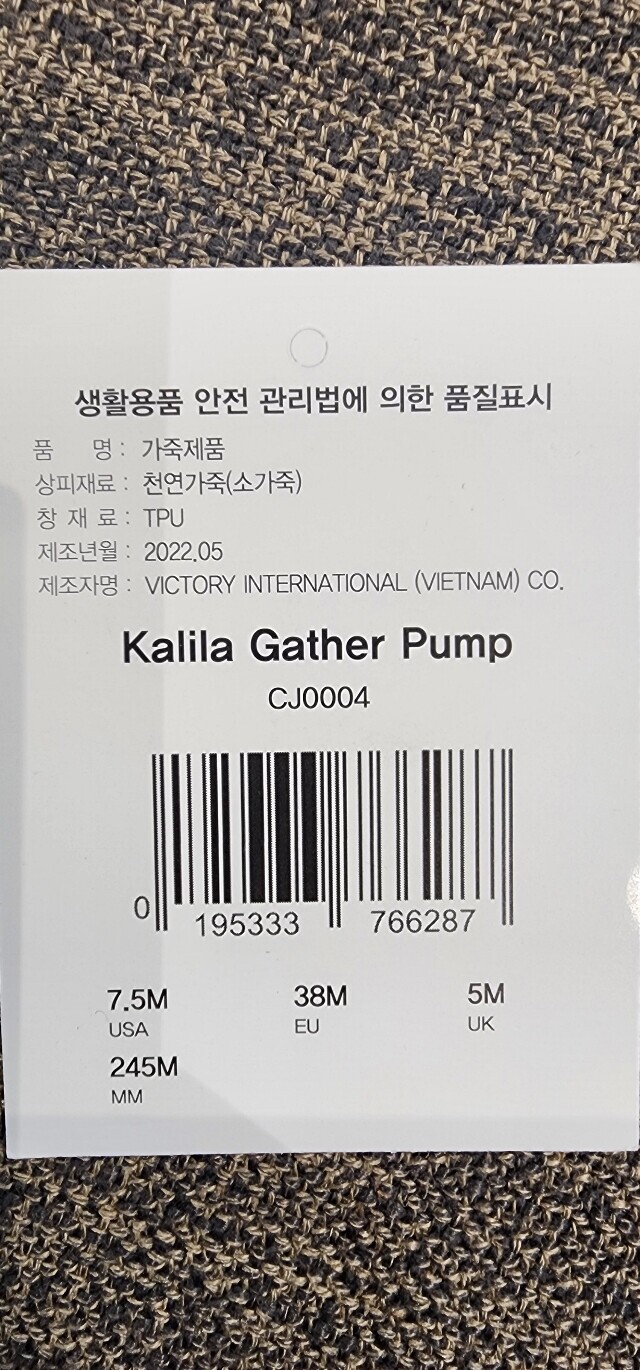 생활용품 안전 관리법에 의한 품질표시
품 명 : 가죽제품
상피재료 : 천연가죽(소가죽)
창 재 료 : TPU
제조년월 : 2022.05
제조자명 : VICTORY INTERNATIONAL (VIETNAM) CO.
Kalila Gather Pump
CJ0004
0 195333 766287
7.5M 38M 5M
USA EU UK
245M
MM